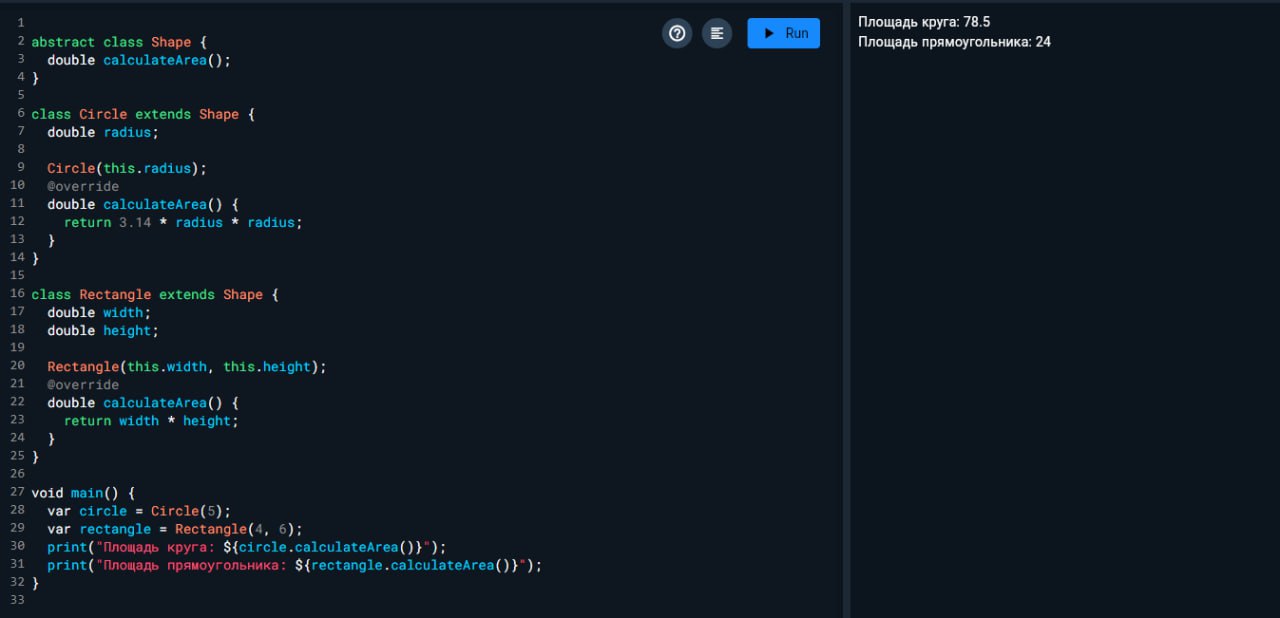 1
2 abstract class Shape {
3   double calculateArea();
4 }
5
6 class Circle extends Shape {
7   double radius;
8
9   Circle(this.radius);
10   @override
11   double calculateArea() {
12     return 3.14 * radius * radius;
13   }
14 }
15
16 class Rectangle extends Shape {
17   double width;
18   double height;
19
20   Rectangle(this.width, this.height);
21   @override
22   double calculateArea() {
23     return width * height;
24   }
25 }
26
27 void main() {
28   var circle = Circle(5);
29   var rectangle = Rectangle(4, 6);
30   print("Площадь круга: ${circle.calculateArea()}");
31   print("Площадь прямоугольника: ${rectangle.calculateArea()}");
32 }
33
?
Run
Площадь круга: 78.5
Площадь прямоугольника: 24